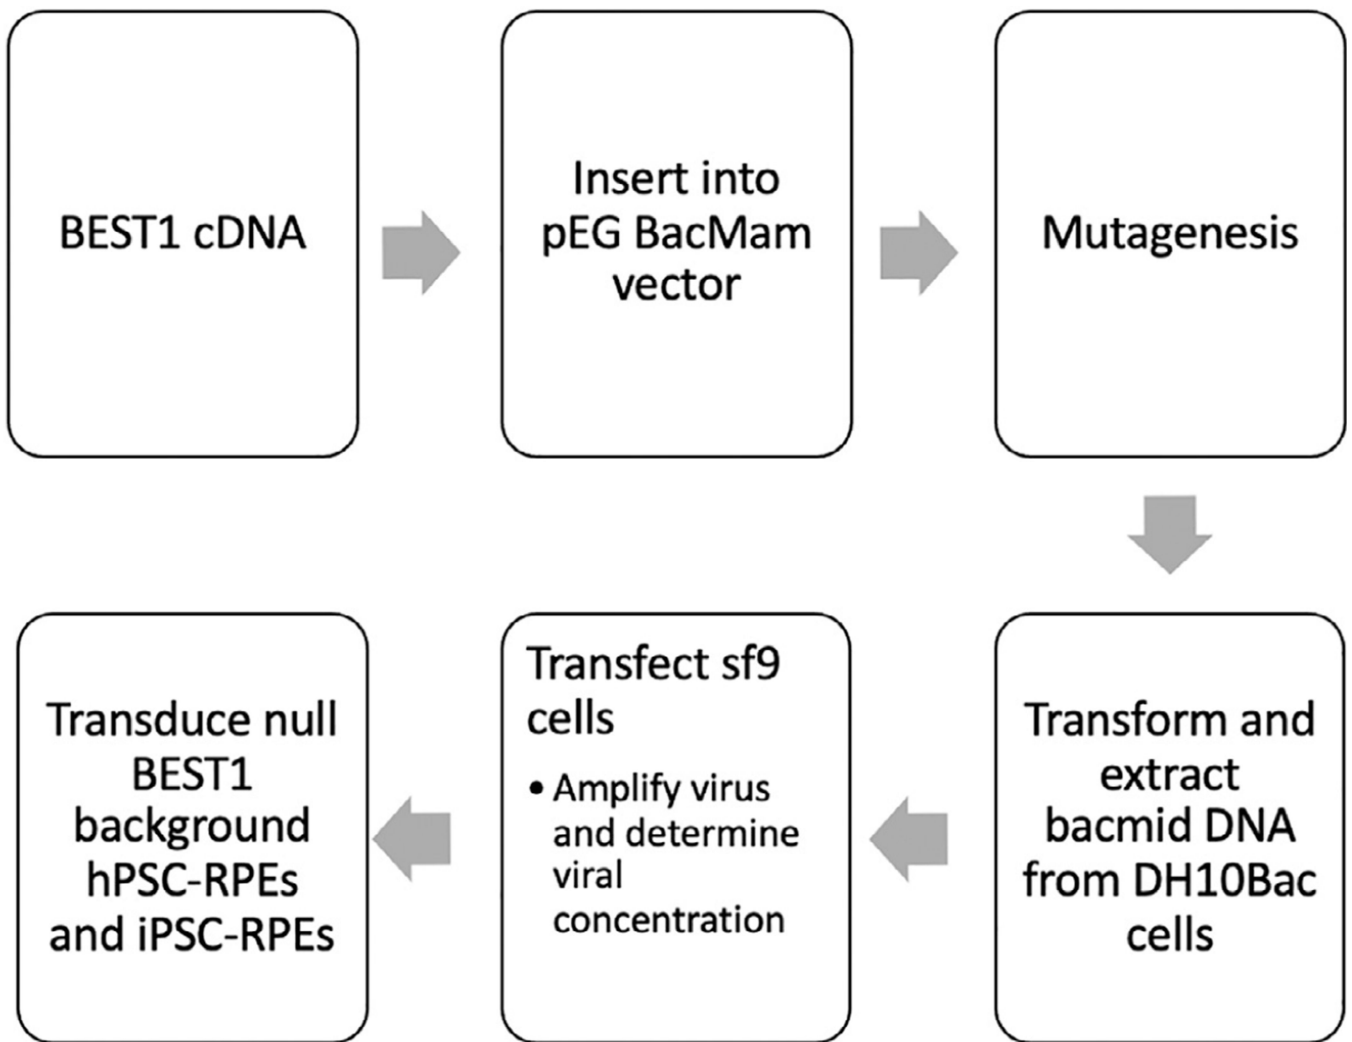 BEST1 cDNA
Insert into
pEG BacMam
vector
Mutagenesis
Transform and
extract
bacmid DNA
from DH10Bac
cells
Transfect sf9
cells
• Amplify virus
and determine
viral
concentration
Transduce null
BEST1
background
hPSC-RPEs
and iPSC-RPEs